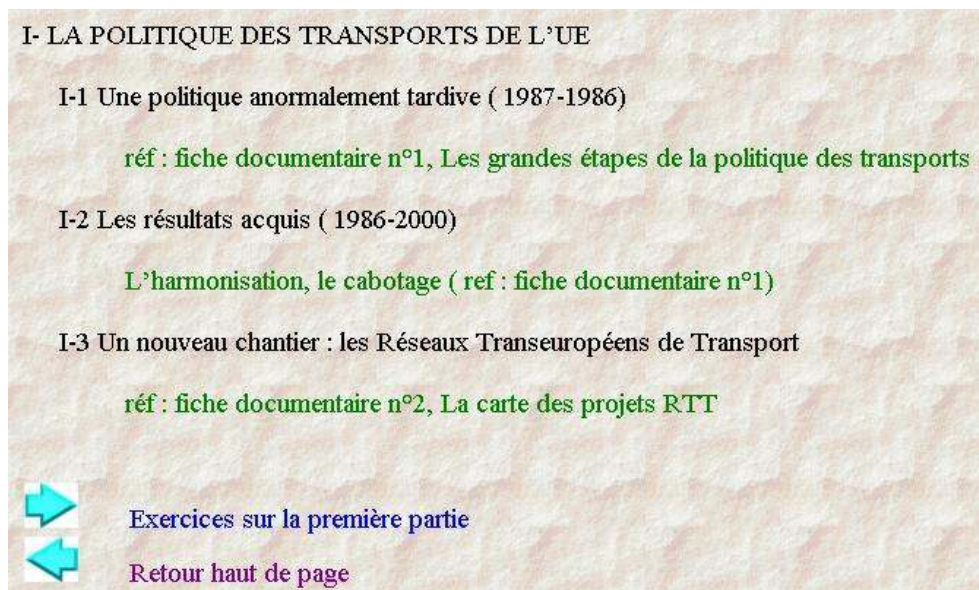 I- LA POLITIQUE DES TRANSPORTS DE L’UE
I-1 Une politique anormalement tardive ( 1987-1986)
réf : fiche documentaire n°1, Les grandes étapes de la politique des transports
I-2 Les résultats acquis ( 1986-2000)
L’harmonisation, le cabotage ( ref : fiche documentaire n°1)
I-3 Un nouveau chantier : les Réseaux Transeuropéens de Transport
réf : fiche documentaire n°2, La carte des projets RTT
Exercices sur la première partie
Retour haut de page